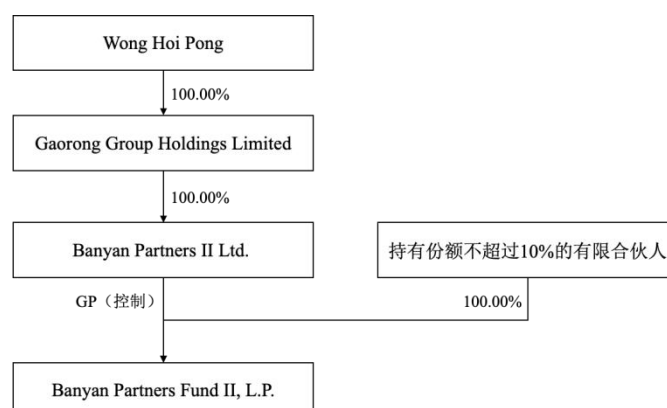 Wong Hoi Pong
100.00%
Gaorong Group Holdings Limited
100.00%
Banyan Partners II Ltd.
持有份额不超过10%的有限合伙人
GP（控制）
100.00%
Banyan Partners Fund II, L.P.